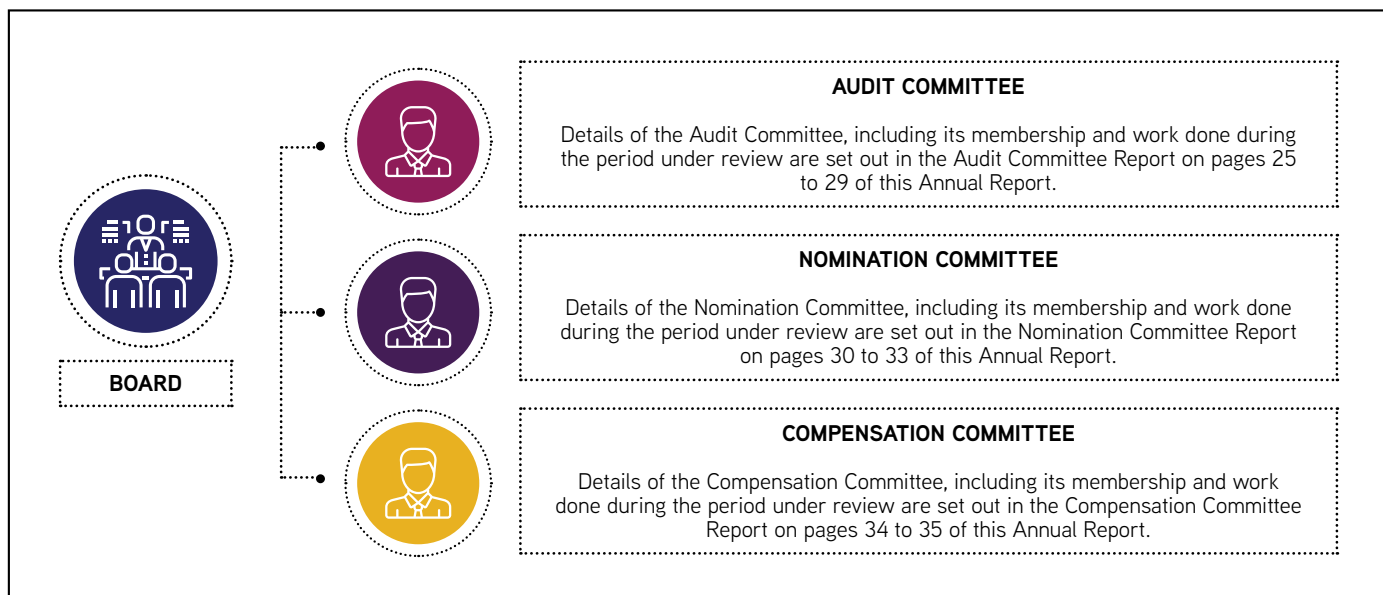 AUDIT COMMITTEE
Details of the Audit Committee, including its membership and work done during
the period under review are set out in the Audit Committee Report on pages 25
to 29 of this Annual Report.
BOARD
NOMINATION COMMITTEE
Details of the Nomination Committee, including its membership and work done
during the period under review are set out in the Nomination Committee Report
on pages 30 to 33 of this Annual Report.
COMPENSATION COMMITTEE
Details of the Compensation Committee, including its membership and work
done during the period under review are set out in the Compensation Committee
Report on pages 34 to 35 of this Annual Report.